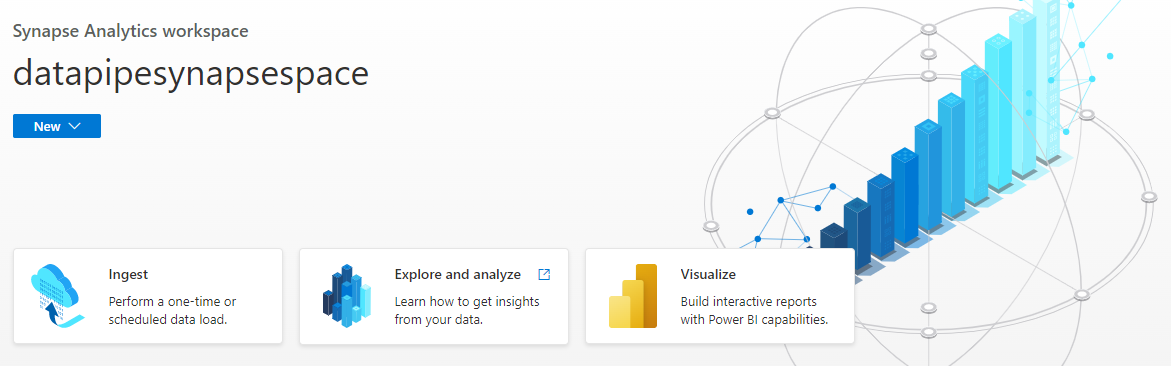 Synapse Analytics workspace
datapipesynapsespace
New
Ingest
Perform a one-time or
scheduled data load.
Explore and analyze
Learn how to get insights
from your data.
Visualize
Build interactive reports
with Power BI capabilities.